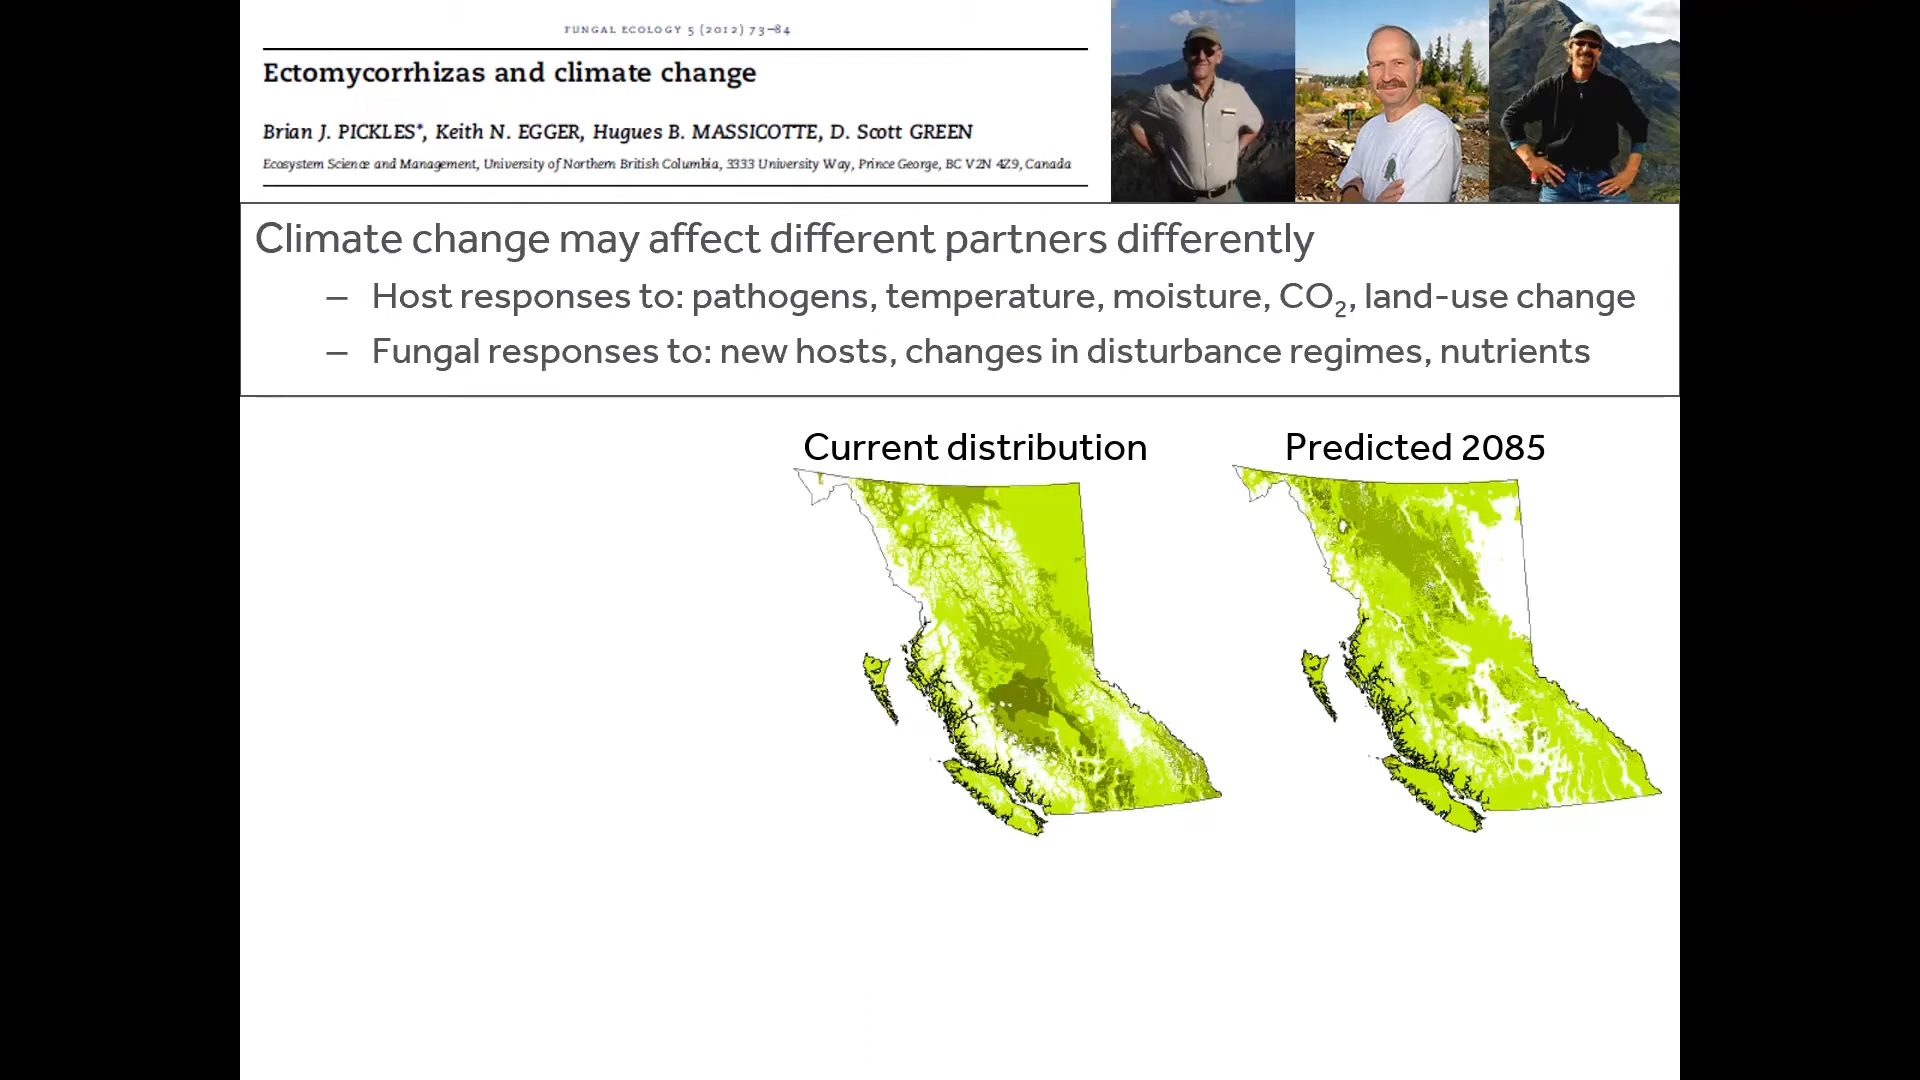 FUNGAL ECOLOGY 5 (2012) 73–84
Ectomycorrhizas and climate change
Brian J. PICKLES*, Keith N. EGGER, Hugues B. MASSICOTTE, D. Scott GREEN
Ecosystem Science and Management, University of Northern British Columbia, 3333 University Way, Prince George, BC V2N 4Z9, Canada
Climate change may affect different partners differently
– Host responses to: pathogens, temperature, moisture, CO₂, land-use change
– Fungal responses to: new hosts, changes in disturbance regimes, nutrients
Current distribution
Predicted 2085